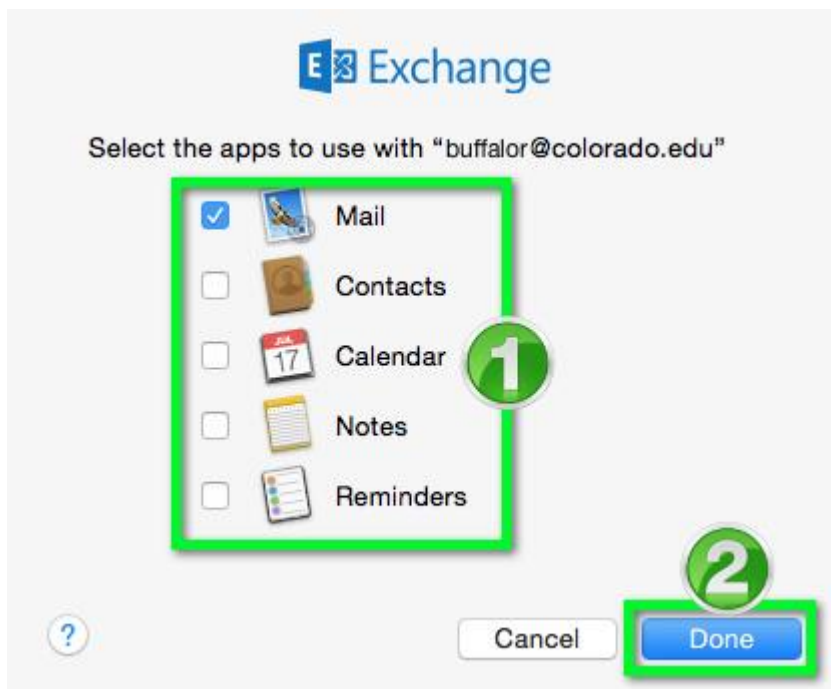 E Exchange
Select the apps to use with “buffalor@colorado.edu”
Mail
Contacts
JUL
17
Calendar
1
Notes
Reminders
2
?
Cancel
Done